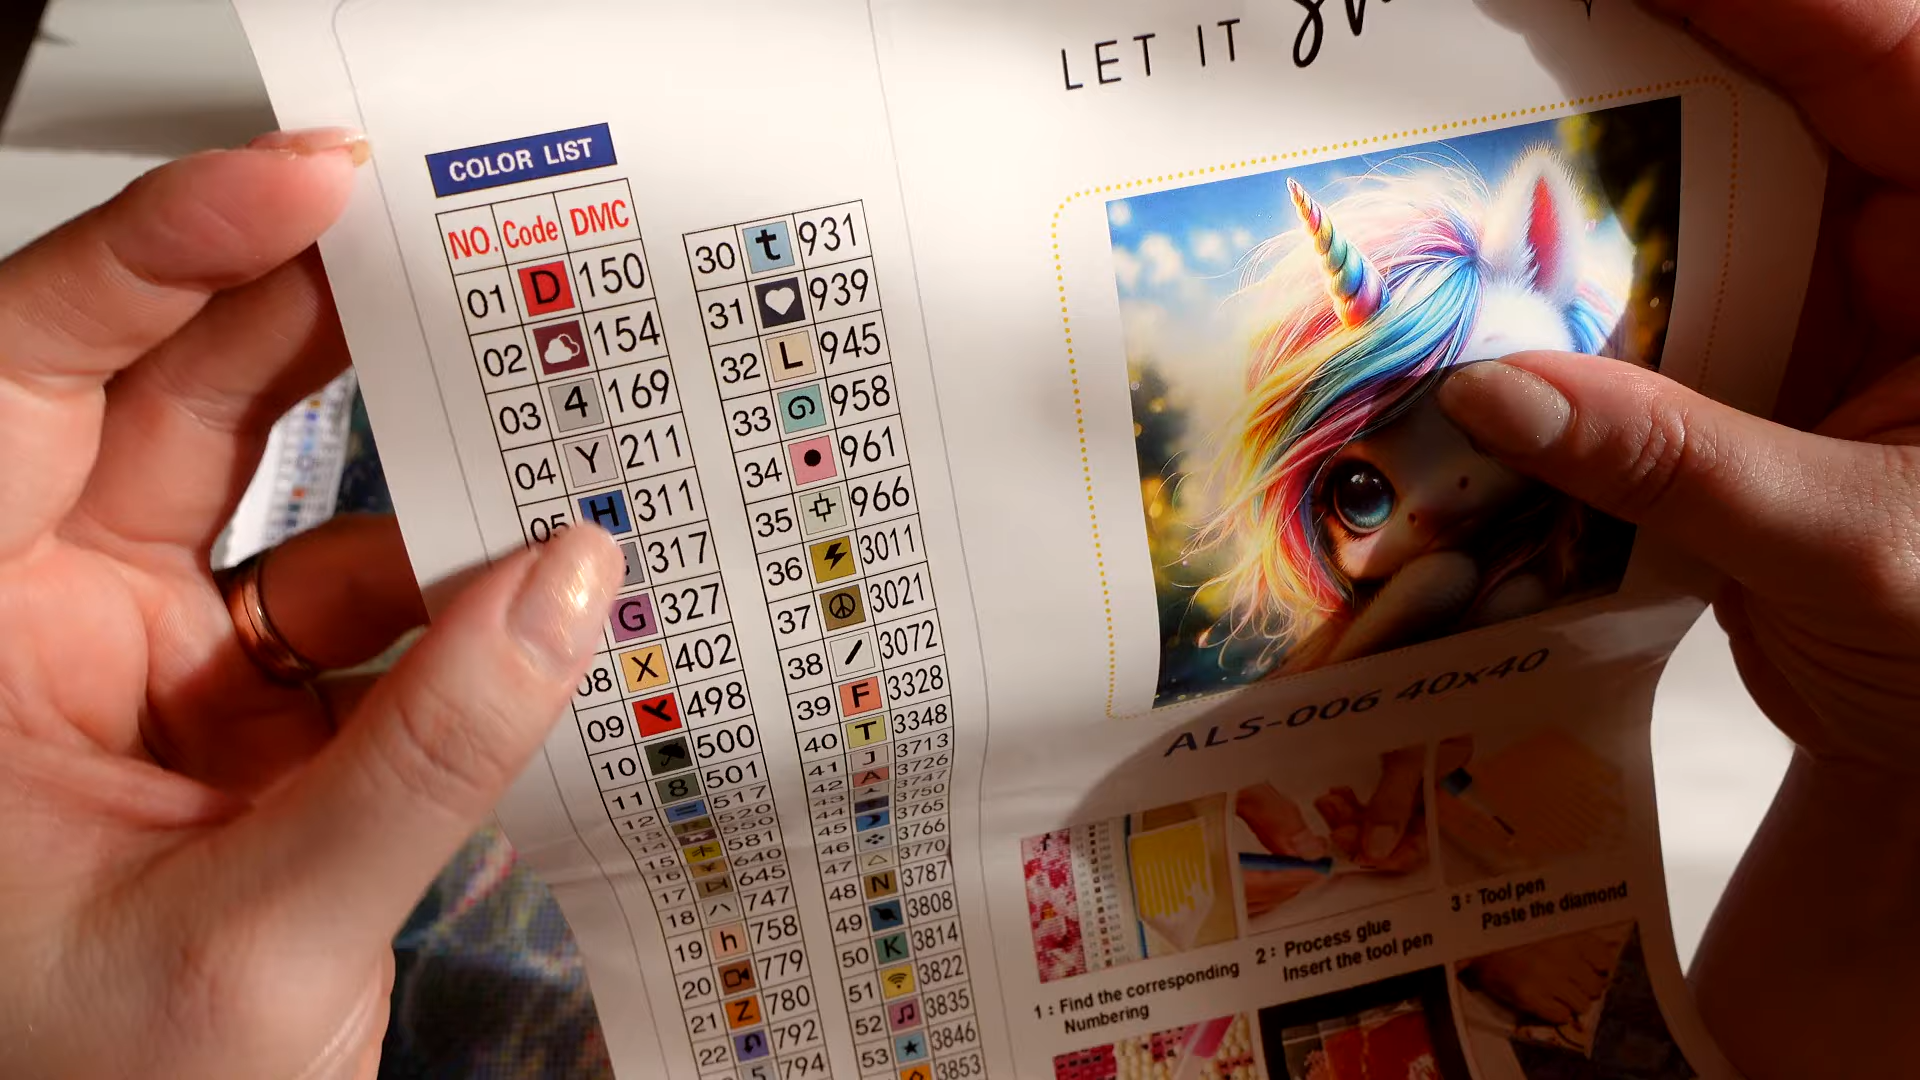 LET IT
COLOR LIST
NO. Code DMC
01 D 150
02 154
03 4 169
04 Y 211
05 H 311
317
G 327
08 X 402
09 498
10 500
11 8 501
12 517
13 520
14 550
15 581
16 640
17 645
18 747
19 h 758
20 779
21 Z 780
22 792
5 794
30 t 931
31 939
32 L 945
33 958
34 961
35 966
36 3011
37 3021
38 3072
39 F 3328
40 T 3348
41 J 3713
42 A 3726
43 3747
44 3750
45 3765
46 3766
47 3770
48 N 3787
49 3808
50 K 3814
51 3822
52 3835
53 3846
3853
ALS-006 40x40
1: Find the corresponding
Numbering
2: Process glue
Insert the tool pen
3: Tool pen
Paste the diamond